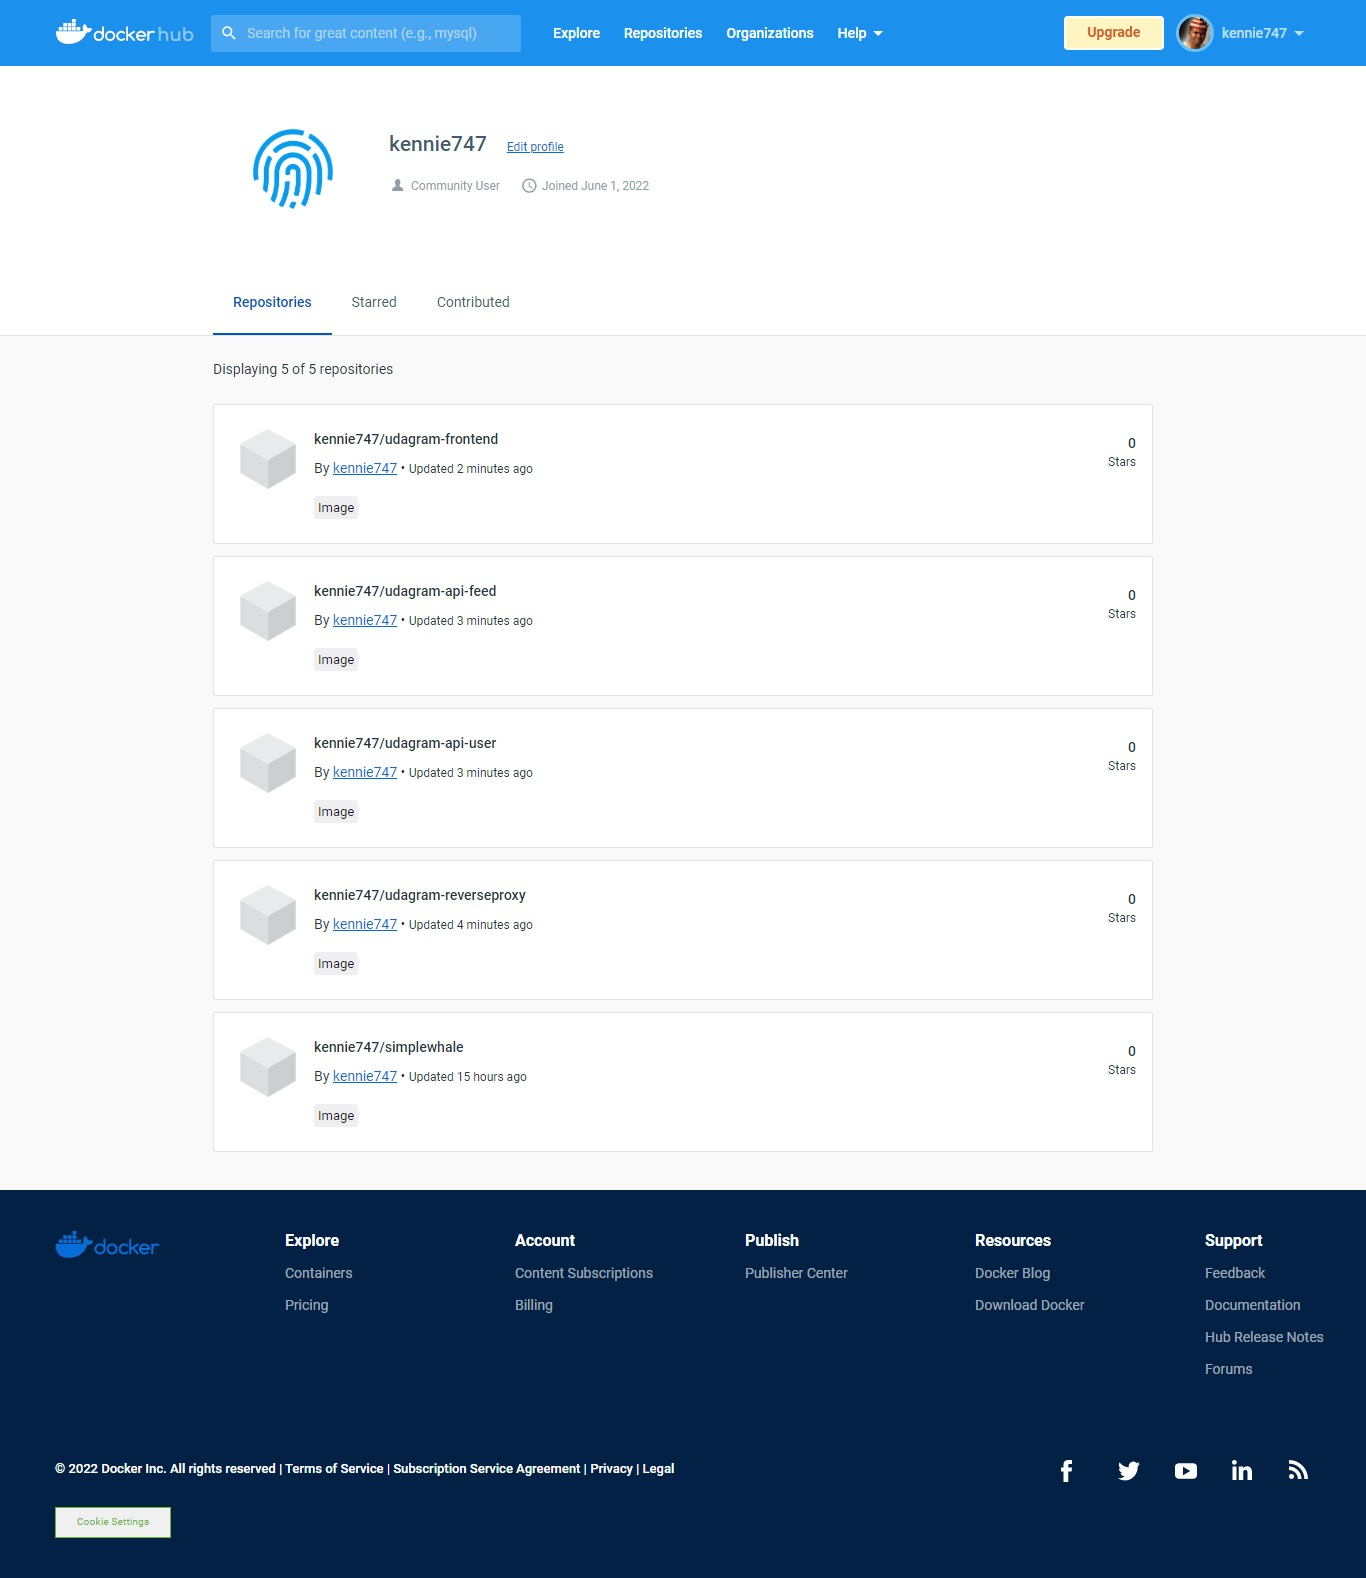 docker hub
Search for great content (e.g., mysql)
Explore
Repositories
Organizations
Help
Upgrade
kennie747
kennie747
Edit profile
Community User
Joined June 1, 2022
Repositories
Starred
Contributed
Displaying 5 of 5 repositories
kennie747/udagram-frontend
By kennie747 • Updated 2 minutes ago
Image
0
Stars
kennie747/udagram-api-feed
By kennie747 • Updated 3 minutes ago
Image
0
Stars
kennie747/udagram-api-user
By kennie747 • Updated 3 minutes ago
Image
0
Stars
kennie747/udagram-reverseproxy
By kennie747 • Updated 4 minutes ago
Image
0
Stars
kennie747/simplewhale
By kennie747 • Updated 15 hours ago
Image
0
Stars
docker
Explore
Containers
Pricing
Account
Content Subscriptions
Billing
Publish
Publisher Center
Resources
Docker Blog
Download Docker
Support
Feedback
Documentation
Hub Release Notes
Forums
© 2022 Docker Inc. All rights reserved | Terms of Service | Subscription Service Agreement | Privacy | Legal
Cookie Settings